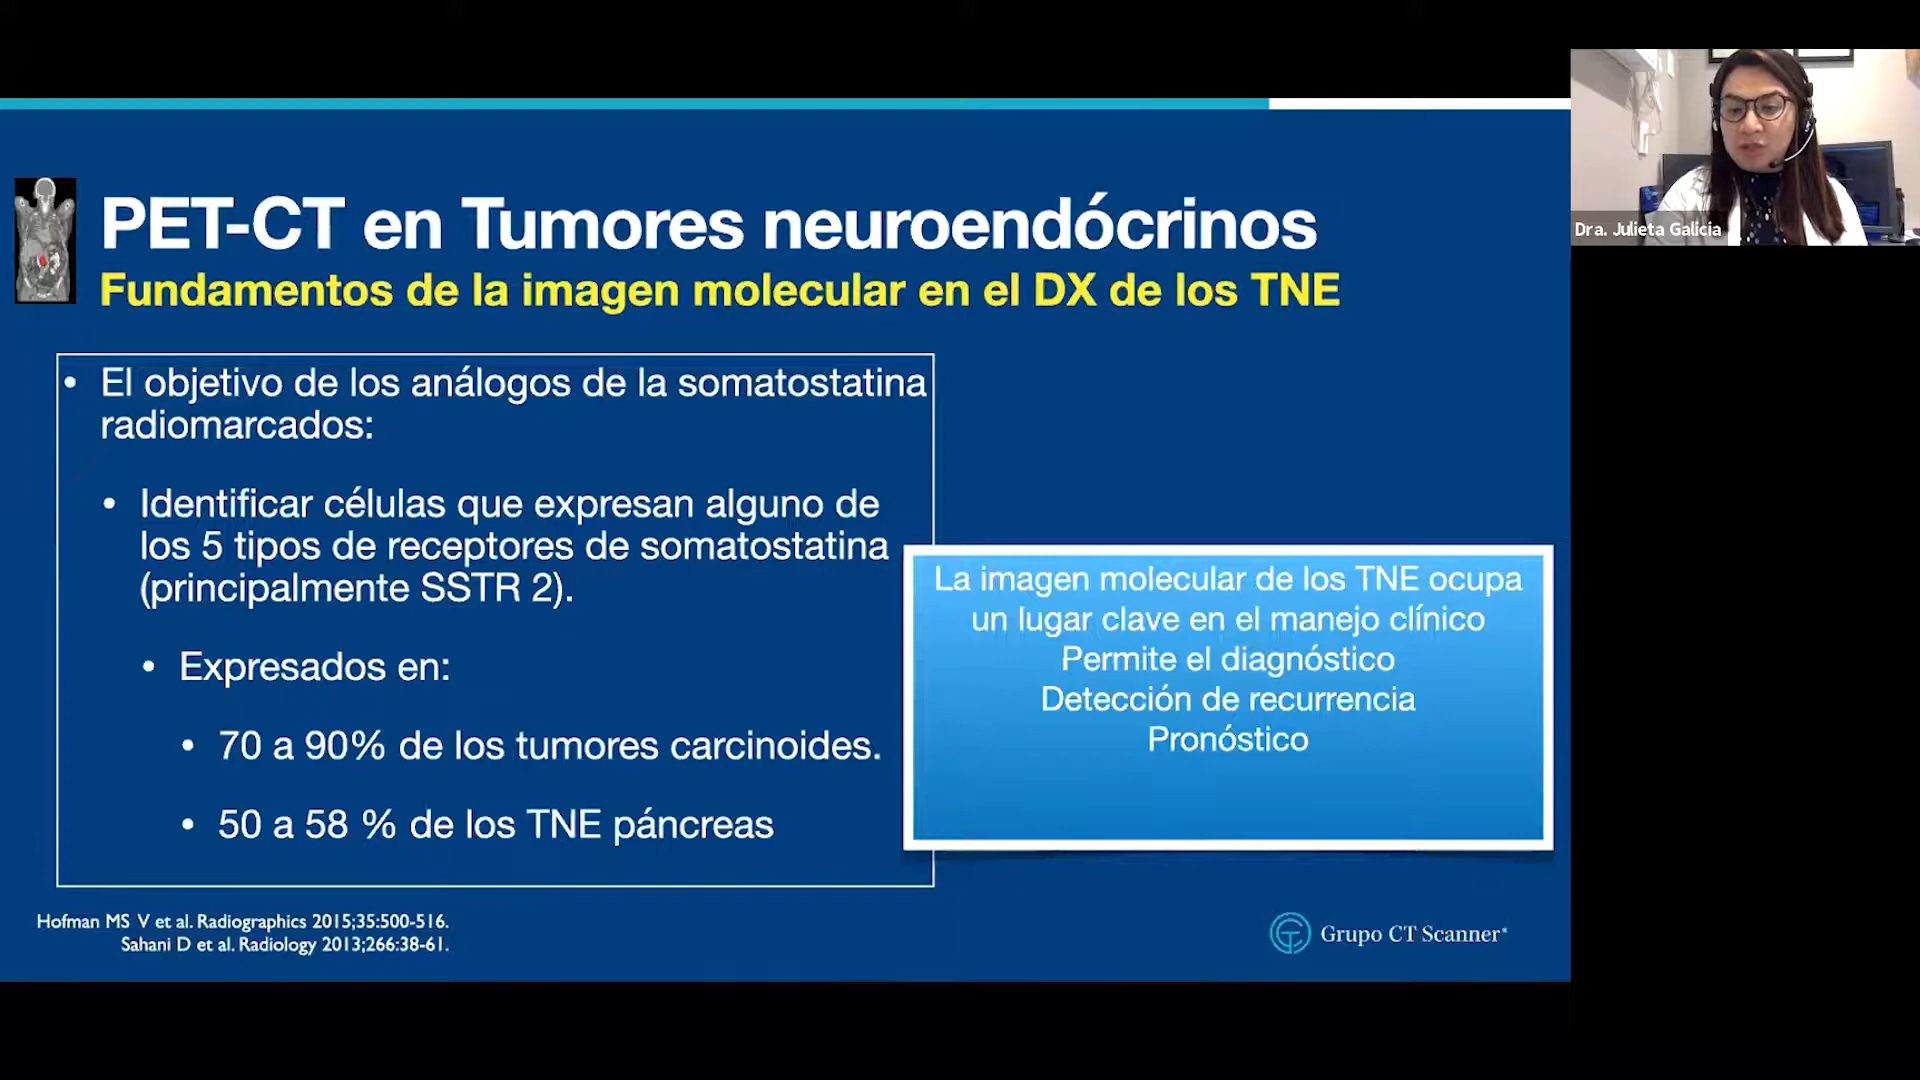 PET-CT en Tumores neuroendócrinos
Fundamentos de la imagen molecular en el DX de los TNE
• El objetivo de los análogos de la somatostatina
radiomarcados:
• Identificar células que expresan alguno de
los 5 tipos de receptores de somatostatina
(principalmente SSTR 2).
• Expresados en:
• 70 a 90% de los tumores carcinoides.
• 50 a 58 % de los TNE páncreas
La imagen molecular de los TNE ocupa
un lugar clave en el manejo clínico
Permite el diagnóstico
Detección de recurrencia
Pronóstico
Hofman MS V et al. Radiographics 2015;35:500-516.
Sahani D et al. Radiology 2013;266:38-61.
Grupo CT Scanner*
Dra. Julieta Galicia